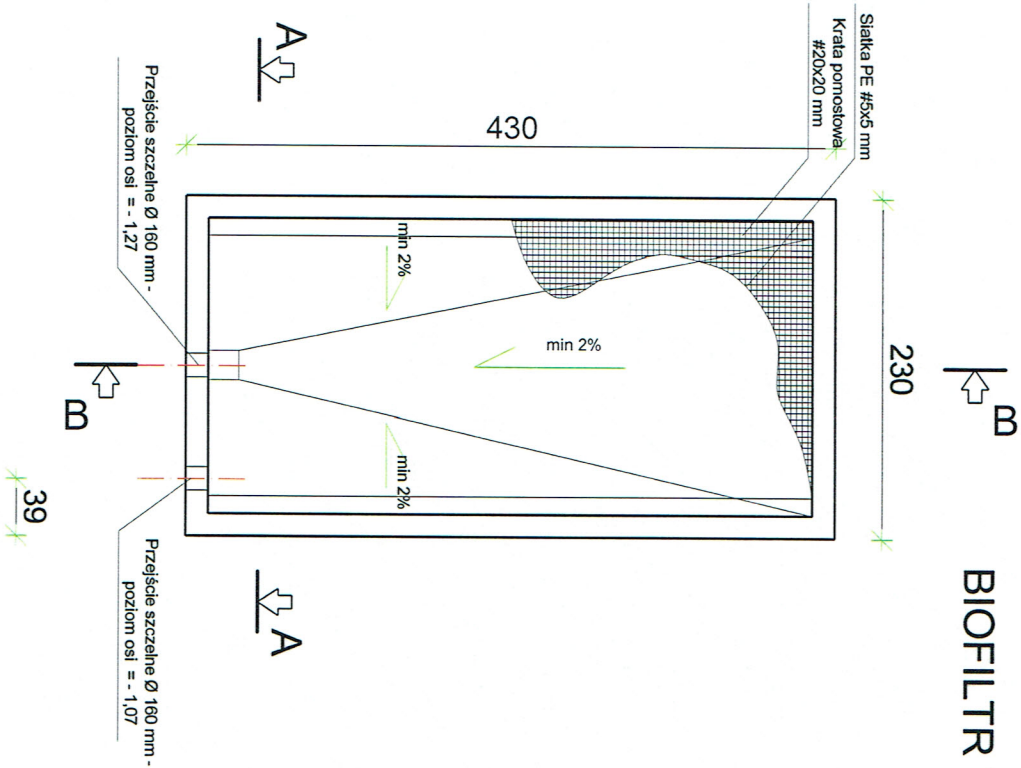 BIOFILTR
Siatka PE #5x5 mm
Krata pomostowa
#20x20 mm
A
430
230
B
Przejście szczelne Ø 160 mm -
poziom osi = - 1,27
min 2%
min 2%
min 2%
B
A
39
Przejście szczelne Ø 160 mm -
poziom osi = - 1,07